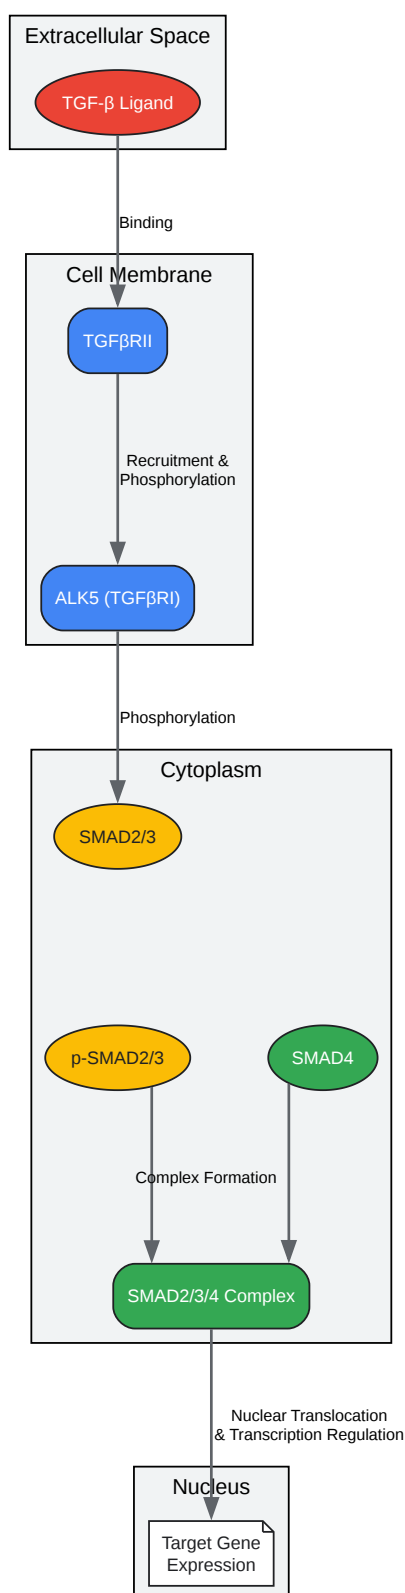 Extracellular Space
TGF-β Ligand
Binding
Cell Membrane
TGFβRII
Recruitment &
Phosphorylation
ALK5 (TGFβRI)
Phosphorylation
Cytoplasm
SMAD2/3
p-SMAD2/3
SMAD4
Complex Formation
SMAD2/3/4 Complex
Nuclear Translocation
& Transcription Regulation
Nucleus
Target Gene
Expression